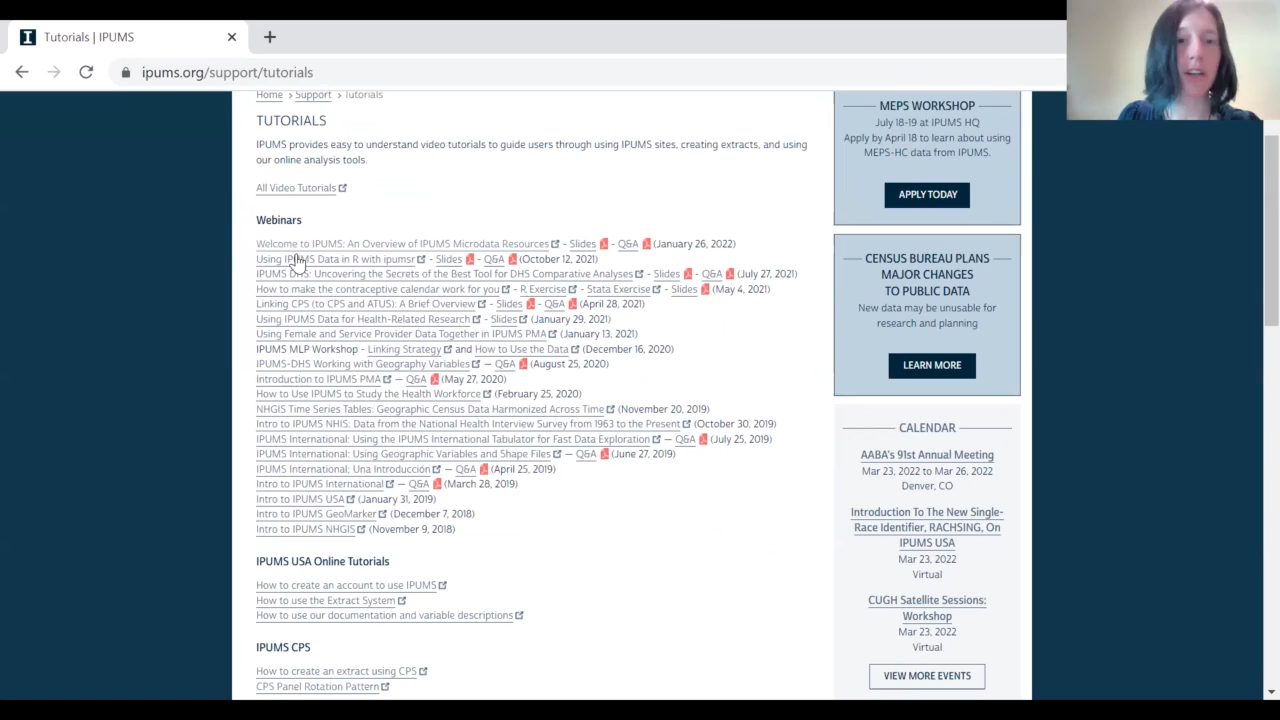 Tutorials | IPUMS
ipums.org/support/tutorials
Home > Support > Tutorials
TUTORIALS
IPUMS provides easy to understand video tutorials to guide users through using IPUMS sites, creating extracts, and using
our online analysis tools.
All Video Tutorials
Webinars
Welcome to IPUMS: An Overview of IPUMS Microdata Resources - Slides - Q&A (January 26, 2022)
Using IPUMS Data in R with ipumsr - Slides - Q&A (October 12, 2021)
IPUMS DHS: Uncovering the Secrets of the Best Tool for DHS Comparative Analyses - Slides - Q&A (July 27, 2021)
How to make the contraceptive calendar work for you - R Exercise - Stata Exercise - Slides (May 4, 2021)
Linking CPS (to CPS and ATUS): A Brief Overview - Slides - Q&A (April 28, 2021)
Using IPUMS Data for Health-Related Research - Slides (January 29, 2021)
Using Female and Service Provider Data Together in IPUMS PMA (January 13, 2021)
IPUMS MLP Workshop - Linking Strategy and How to Use the Data (December 16, 2020)
IPUMS-DHS Working with Geography Variables — Q&A (August 25, 2020)
Introduction to IPUMS PMA — Q&A (May 27, 2020)
How to Use IPUMS to Study the Health Workforce (February 25, 2020)
NHGIS Time Series Tables: Geographic Census Data Harmonized Across Time (November 20, 2019)
Intro to IPUMS NHIS: Data from the National Health Interview Survey from 1963 to the Present (October 30, 2019)
IPUMS International: Using the IPUMS International Tabulator for Fast Data Exploration — Q&A (July 25, 2019)
IPUMS International: Using Geographic Variables and Shape Files — Q&A (June 27, 2019)
IPUMS International: Una Introducción — Q&A (April 25, 2019)
Intro to IPUMS International — Q&A (March 28, 2019)
Intro to IPUMS USA (January 31, 2019)
Intro to IPUMS GeoMarker (December 7, 2018)
Intro to IPUMS NHGIS (November 9, 2018)
IPUMS USA Online Tutorials
How to create an account to use IPUMS
How to use the Extract System
How to use our documentation and variable descriptions
IPUMS CPS
How to create an extract using CPS
CPS Panel Rotation Pattern
MEPS WORKSHOP
July 18-19 at IPUMS HQ
Apply by April 18 to learn about using
MEPS-HC data from IPUMS.
APPLY TODAY
CENSUS BUREAU PLANS
MAJOR CHANGES
TO PUBLIC DATA
New data may be unusable for
research and planning
LEARN MORE
CALENDAR
AABA's 91st Annual Meeting
Mar 23, 2022 to Mar 26, 2022
Denver, CO
Introduction To The New Single-
Race Identifier, RACHSING, On
IPUMS USA
Mar 23, 2022
Virtual
CUGH Satellite Sessions:
Workshop
Mar 23, 2022
Virtual
VIEW MORE EVENTS